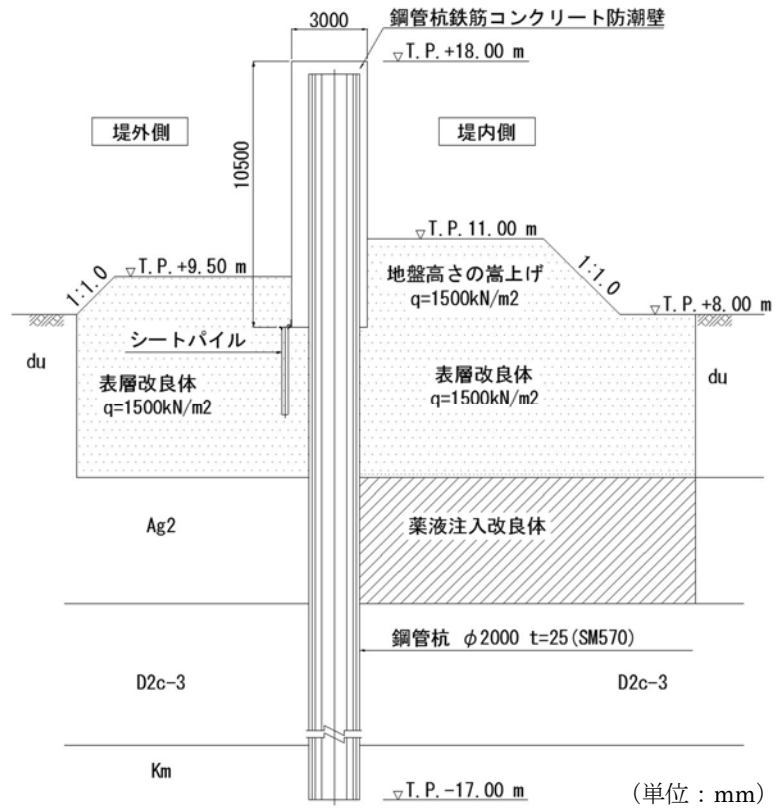 3000
鋼管杭鉄筋コンクリート防潮壁
▽T.P.+18.00 m
堤外側
堤内側
10500
▽T.P.+9.50 m
▽T.P.11.00 m
1:1.0
地盤高さの嵩上げ
q=1500kN/m2
1:1.0
▽T.P.+8.00 m
du
シートパイル
表層改良体
q=1500kN/m2
表層改良体
q=1500kN/m2
du
Ag2
薬液注入改良体
鋼管杭 φ2000 t=25(SM570)
D2c-3
D2c-3
Km
▽T.P.-17.00 m
(単位：mm)